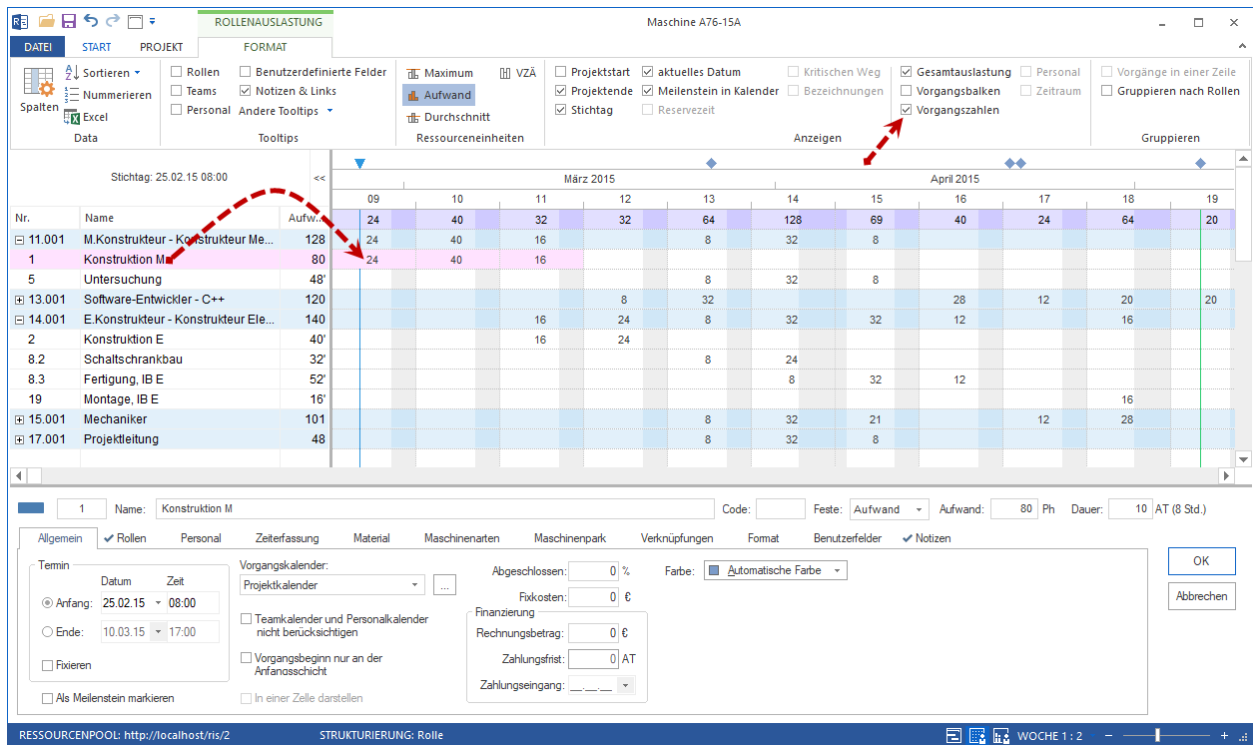 ROLLENAUSLASTUNG Maschine A76-15A
DATEI START PROJEKT FORMAT
Spalten
Sortieren
Nummerieren
Excel
Data
Rollen Benutzerdefinierte Felder
Teams Notizen & Links
Personal Andere Tooltips
Tooltips
Maximum VZÄ
Aufwand
Durchschnitt
Ressourceneinheiten
Projektstart aktuelles Datum Kritischen Weg Gesamtauslastung Personal
Projektende Meilenstein in Kalender Bezeichnungen Vorgangsbalken Zeitraum
Stichtag Reservezeit Vorgangszahlen
Anzeigen
Vorgänge in einer Zeile
Gruppieren nach Rollen
Gruppieren
Stichtag: 25.02.15 08:00 <<
März 2015 April 2015
09 10 11 12 13 14 15 16 17 18 19
Nr. Name Aufw... 24 40 32 32 64 128 69 40 24 64 20
11.001 M.Konstrukteur - Konstrukteur Me... 128 24 40 16 8 32 8
1 Konstruktion M 80 24 40 16
5 Untersuchung 48' 8 32 8
13.001 Software-Entwickler - C++ 120 8 32 28 12 20 20
14.001 E.Konstrukteur - Konstrukteur Ele... 140 16 24 8 32 32 12 16
2 Konstruktion E 40' 16 24
8.2 Schaltschrankbau 32' 8 24
8.3 Fertigung, IB E 52' 8 32 12
19 Montage, IB E 16' 16
15.001 Mechaniker 101 8 32 21 12 28
17.001 Projektleitung 48 8 32 8
1 Name: Konstruktion M Code: Feste: Aufwand Aufwand: 80 Ph Dauer: 10 AT (8 Std.)
Allgemein Rollen Personal Zeiterfassung Material Maschinenarten Maschinenpark Verknüpfungen Format Benutzerfelder Notizen
Termin
Datum Zeit
Anfang: 25.02.15 08:00
Ende: 10.03.15 17:00
Fixieren
Als Meilenstein markieren
Vorgangskalender:
Projektkalender ...
Teamkalender und Personalkalender
nicht berücksichtigen
Vorgangsbeginn nur an der
Anfangsschicht
In einer Zelle darstellen
Abgeschlossen: 0 %
Fixkosten: 0 €
Finanzierung
Rechnungsbetrag: 0 €
Zahlungsfrist: 0 AT
Zahlungseingang: __.__.__
Farbe: Automatische Farbe
OK
Abbrechen
RESSOURCENPOOL: http://localhost/ris/2 STRUKTURIERUNG: Rolle WOCHE 1 : 2